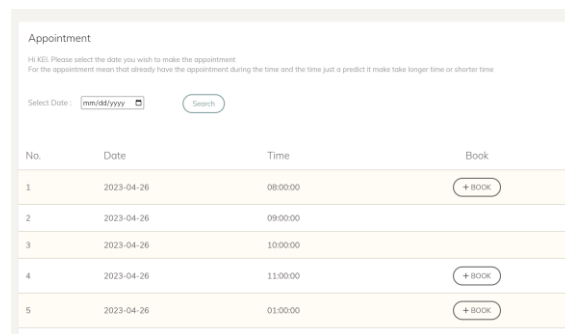 Appointment
Hi KEI. Please select the date you wish to make the appointment
For the appointment mean that already have the appointment during the time and the time just a predict it make take longer time or shorter time
Select Date : mm/dd/yyyy Search
No. Date Time Book
1 2023-04-26 08:00:00 + BOOK
2 2023-04-26 09:00:00
3 2023-04-26 10:00:00
4 2023-04-26 11:00:00 + BOOK
5 2023-04-26 01:00:00 + BOOK